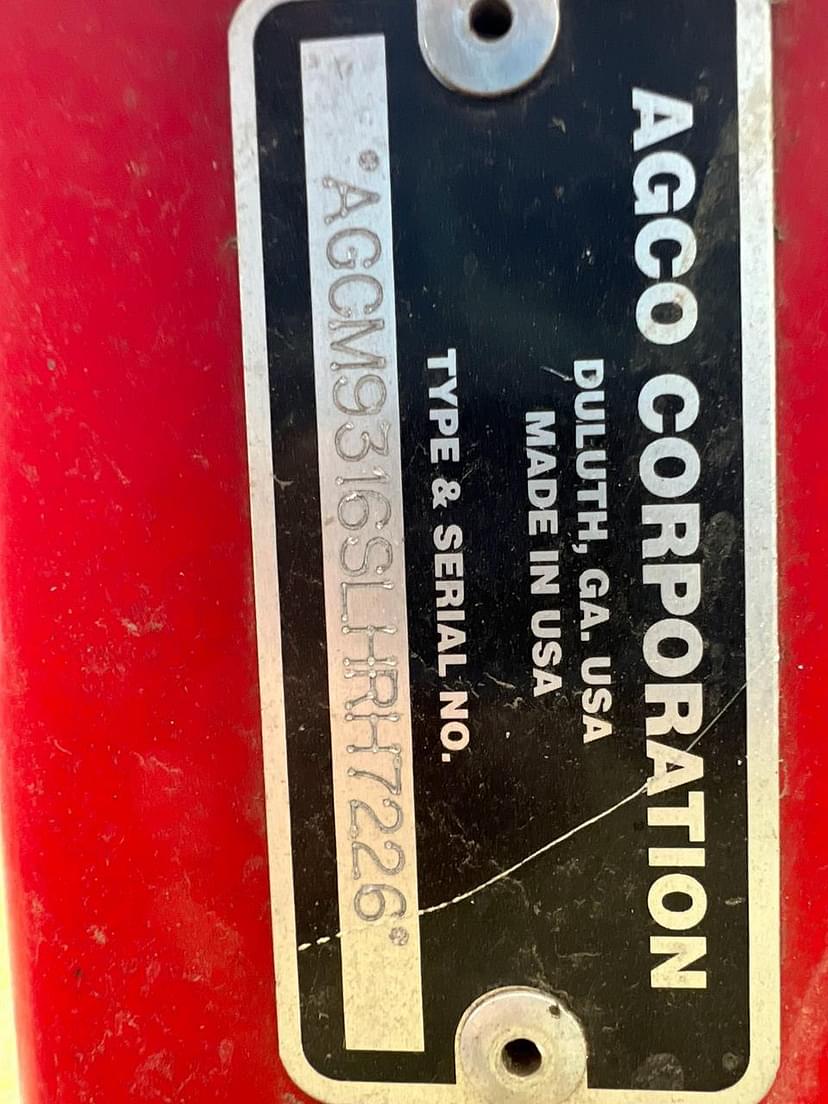 AGCO CORPORATION
DULUTH, GA. USA
MADE IN USA
TYPE & SERIAL NO.
*AGCM9316SLHRH7226*